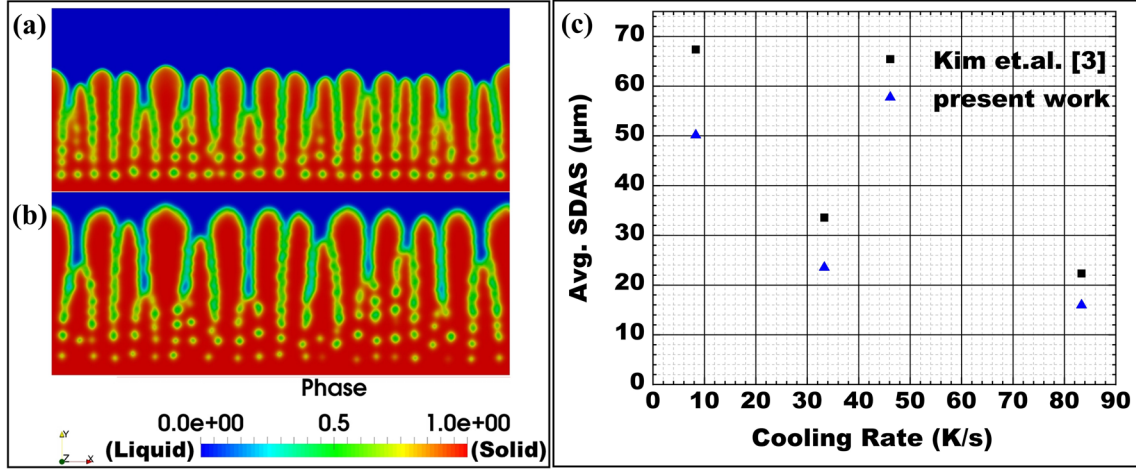 (a)
(b)
Phase
0.0e+00 0.5 1.0e+00
(Liquid) (Solid)
Y
Z X
(c)
Kim et.al. [3]
present work
Avg. SDAS (μm)
70
60
50
40
30
20
10
0
0 10 20 30 40 50 60 70 80 90
Cooling Rate (K/s)